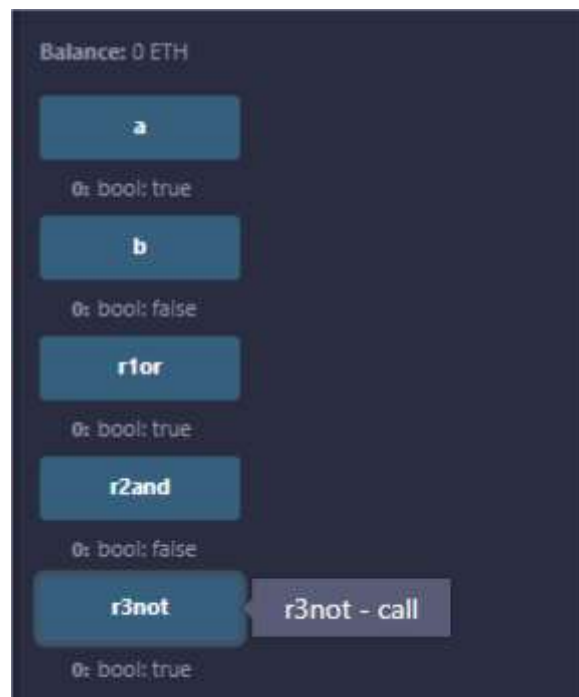 Balance: 0 ETH
a
0: bool: true
b
0: bool: false
r1or
0: bool: true
r2and
0: bool: false
r3not
r3not - call
0: bool: true